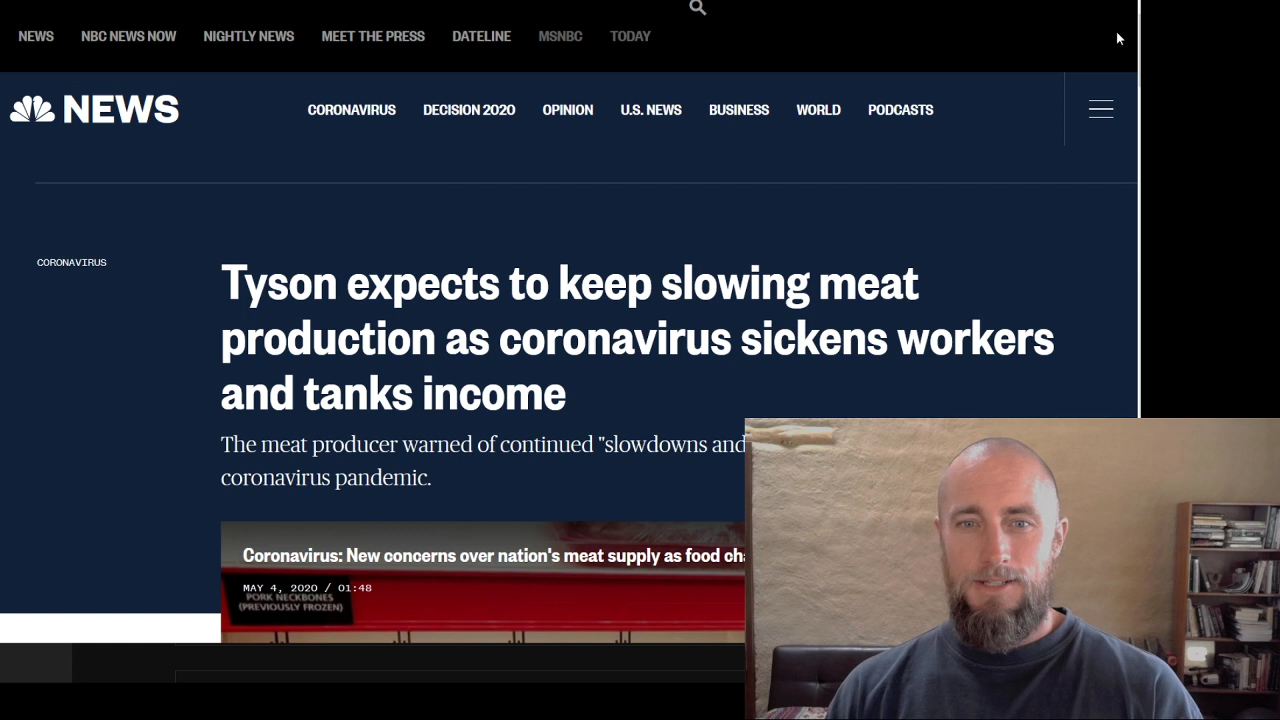 NEWS NBC NEWS NOW NIGHTLY NEWS MEET THE PRESS DATELINE MSNBC TODAY
NEWS CORONAVIRUS DECISION 2020 OPINION U.S. NEWS BUSINESS WORLD PODCASTS
CORONAVIRUS
Tyson expects to keep slowing meat
production as coronavirus sickens workers
and tanks income
The meat producer warned of continued "slowdowns and
coronavirus pandemic.
Coronavirus: New concerns over nation's meat supply as food
MAY 4, 2020 / 01:48
PORK NECKBONES
(PREVIOUSLY FROZEN)